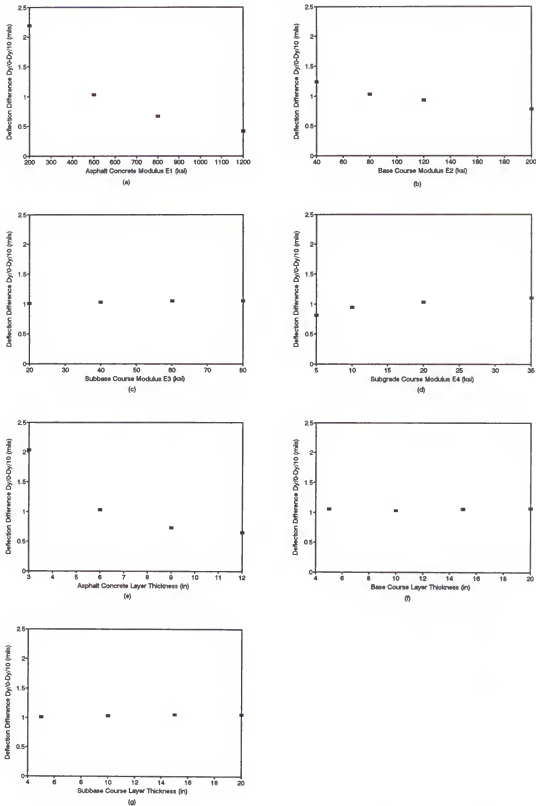 Deflection Difference Dy/0-Dy/10 (mils)
2.5
2
1.5
1
0.5
0
200 300 400 500 600 700 800 900 1000 1100 1200
Asphalt Concrete Modulus E1 (ksi)
(a)
Deflection Difference Dy/0-Dy/10 (mils)
2.5
2
1.5
1
0.5
0
40 60 80 100 120 140 160 180 200
Base Course Modulus E2 (ksi)
(b)
Deflection Difference Dy/0-Dy/10 (mils)
2.5
2
1.5
1
0.5
0
20 30 40 50 60 70 80
Subbase Course Modulus E3 (ksi)
(c)
Deflection Difference Dy/0-Dy/10 (mils)
2.5
2
1.5
1
0.5
0
5 10 15 20 25 30 35
Subgrade Course Modulus E4 (ksi)
(d)
Deflection Difference Dy/0-Dy/10 (mils)
2.5
2
1.5
1
0.5
0
3 4 5 6 7 8 9 10 11 12
Asphalt Concrete Layer Thickness (in)
(e)
Deflection Difference Dy/0-Dy/10 (mils)
2.5
2
1.5
1
0.5
0
4 6 8 10 12 14 16 18 20
Base Course Layer Thickness (in)
(f)
Deflection Difference Dy/0-Dy/10 (mils)
2.5
2
1.5
1
0.5
0
4 6 8 10 12 14 16 18 20
Subbase Course Layer Thickness (in)
(g)